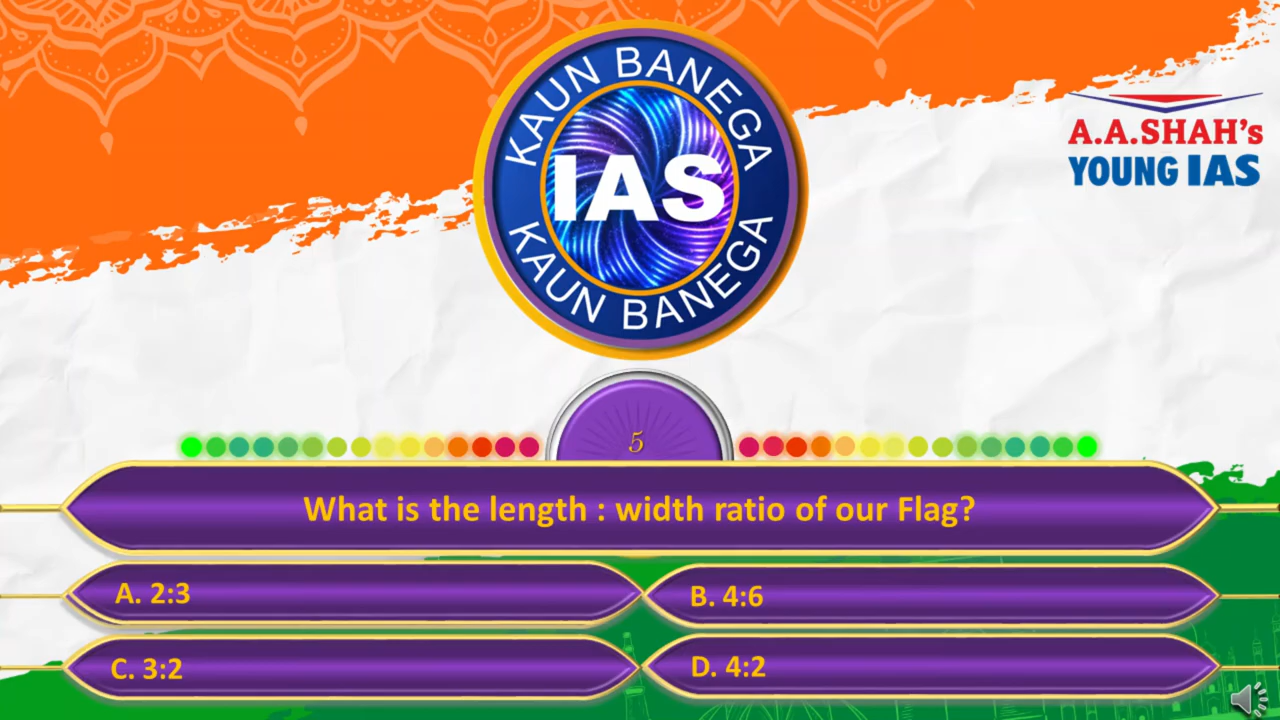 KAUN BANEGA
IAS
KAUN BANEGA
A.A.SHAH's
YOUNG IAS
5
What is the length : width ratio of our Flag?
A. 2:3
B. 4:6
C. 3:2
D. 4:2